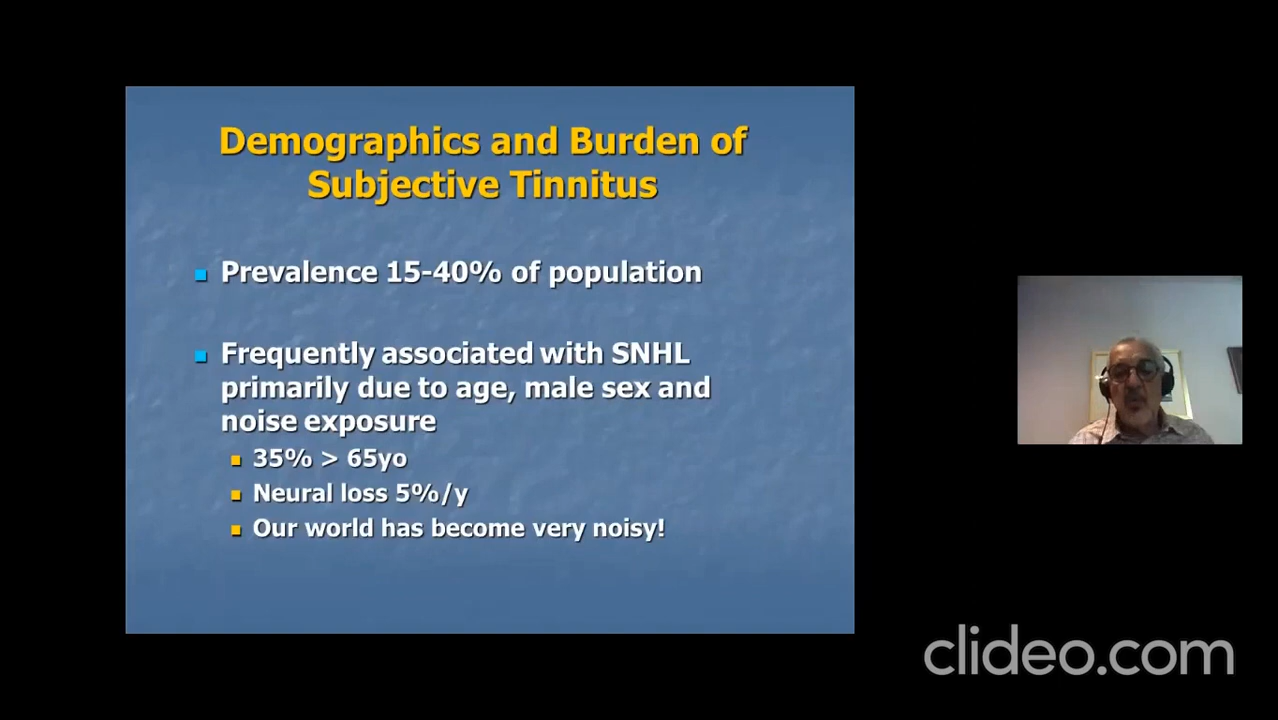 Demographics and Burden of
Subjective Tinnitus
Prevalence 15-40% of population
Frequently associated with SNHL
primarily due to age, male sex and
noise exposure
35% > 65yo
Neural loss 5%/y
Our world has become very noisy!
clideo.com